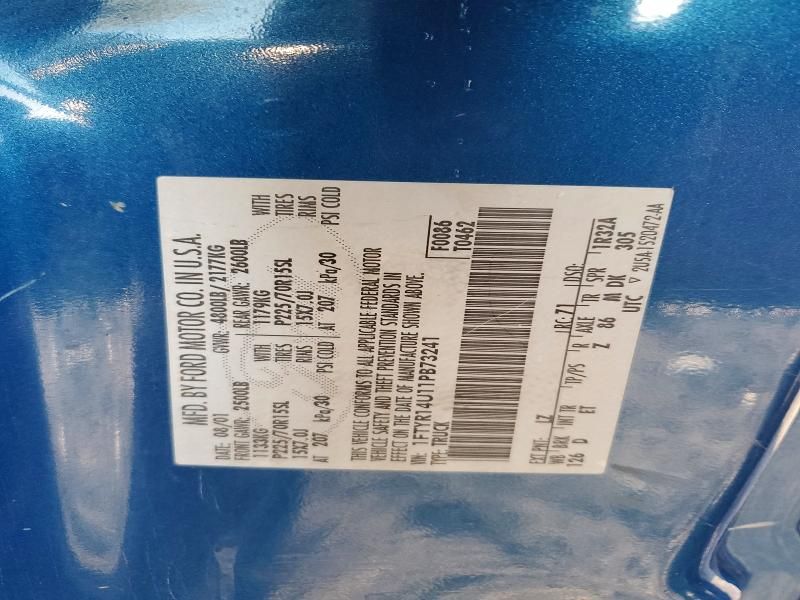 MFD. BY FORD MOTOR CO. IN U.S.A.
DATE: 08/01 GVWR: 4800LB/2177KG
FRONT GAWR: 2500LB REAR GAWR: 2600LB
1133KG WITH 1179KG WITH
P225/70R15SL TIRES P225/70R15SL TIRES
15X7.0J RIMS 15X7.0J RIMS
AT 207 kPa/30 PSI COLD AT 207 kPa/30 PSI COLD
THIS VEHICLE CONFORMS TO ALL APPLICABLE FEDERAL MOTOR
VEHICLE SAFETY AND THEFT PREVENTION STANDARDS IN
EFFECT ON THE DATE OF MANUFACTURE SHOWN ABOVE.
VIN: 1FTYR14U11PB73241 F0086
TYPE: TRUCK T0462
EXT PNT: LZ RC: 71 DSO:
WB BRK INT TR TP/PS R AXLE TR SPR 1R32A
126 D ET Z 86 M DK 305
UTC ▽ 2U5A 1520472-AA